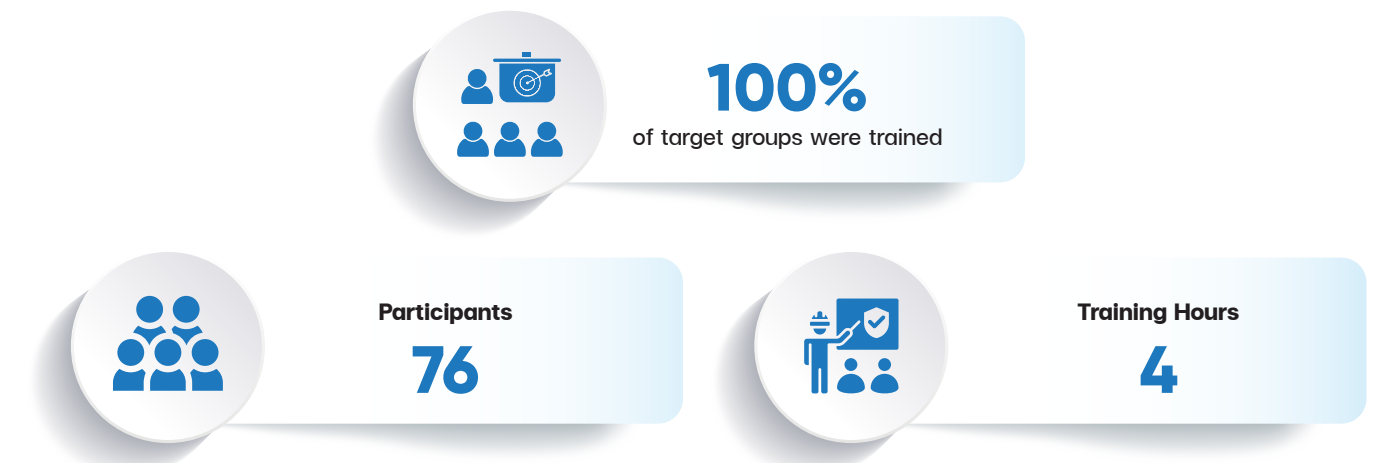 100%
of target groups were trained
Participants
76
Training Hours
4